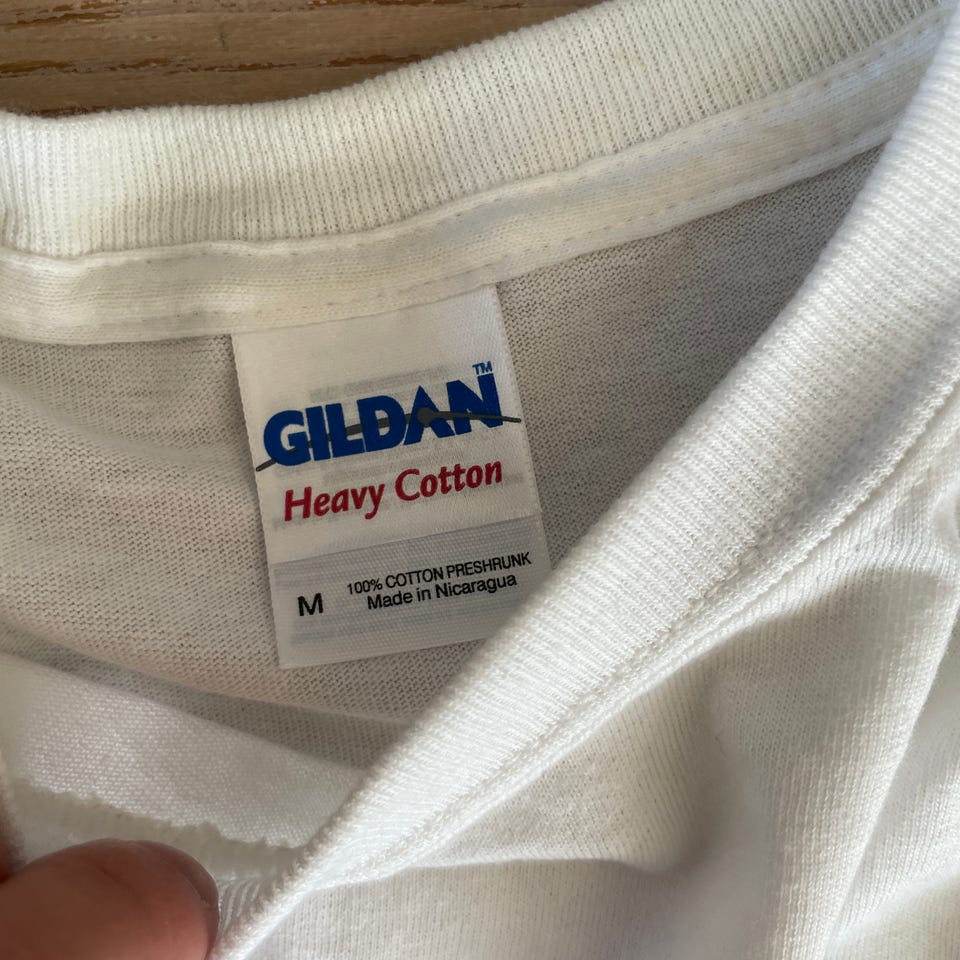 GILDAN™
Heavy Cotton
M 100% COTTON PRESHRUNK
Made in Nicaragua